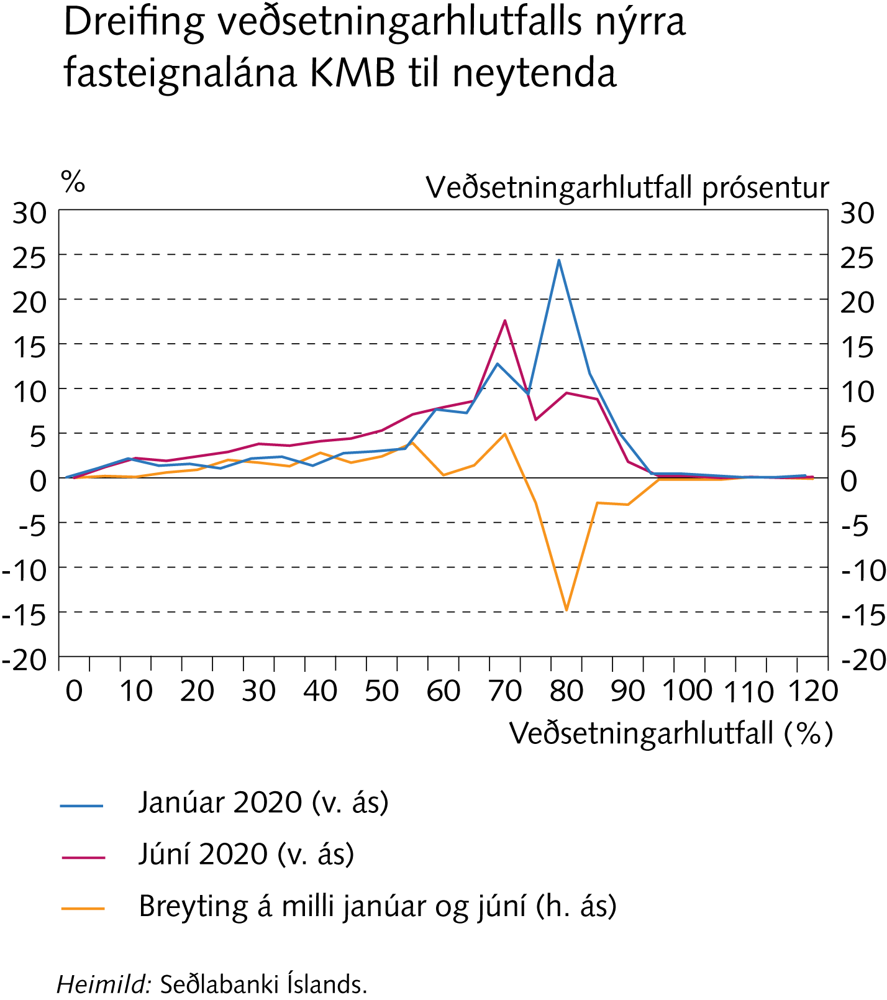 Dreifing veðsetningarhlutfalls nýrra
fasteignalána KMB til neytenda
%
Veðsetningarhlutfall prósentur
30 30
25 25
20 20
15 15
10 10
5 5
0 0
-5 -5
-10 -10
-15 -15
-20 -20
0 10 20 30 40 50 60 70 80 90 100 110 120
Veðsetningarhlutfall (%)
Janúar 2020 (v. ás)
Júní 2020 (v. ás)
Breyting á milli janúar og júní (h. ás)
Heimild: Seðlabanki Íslands.